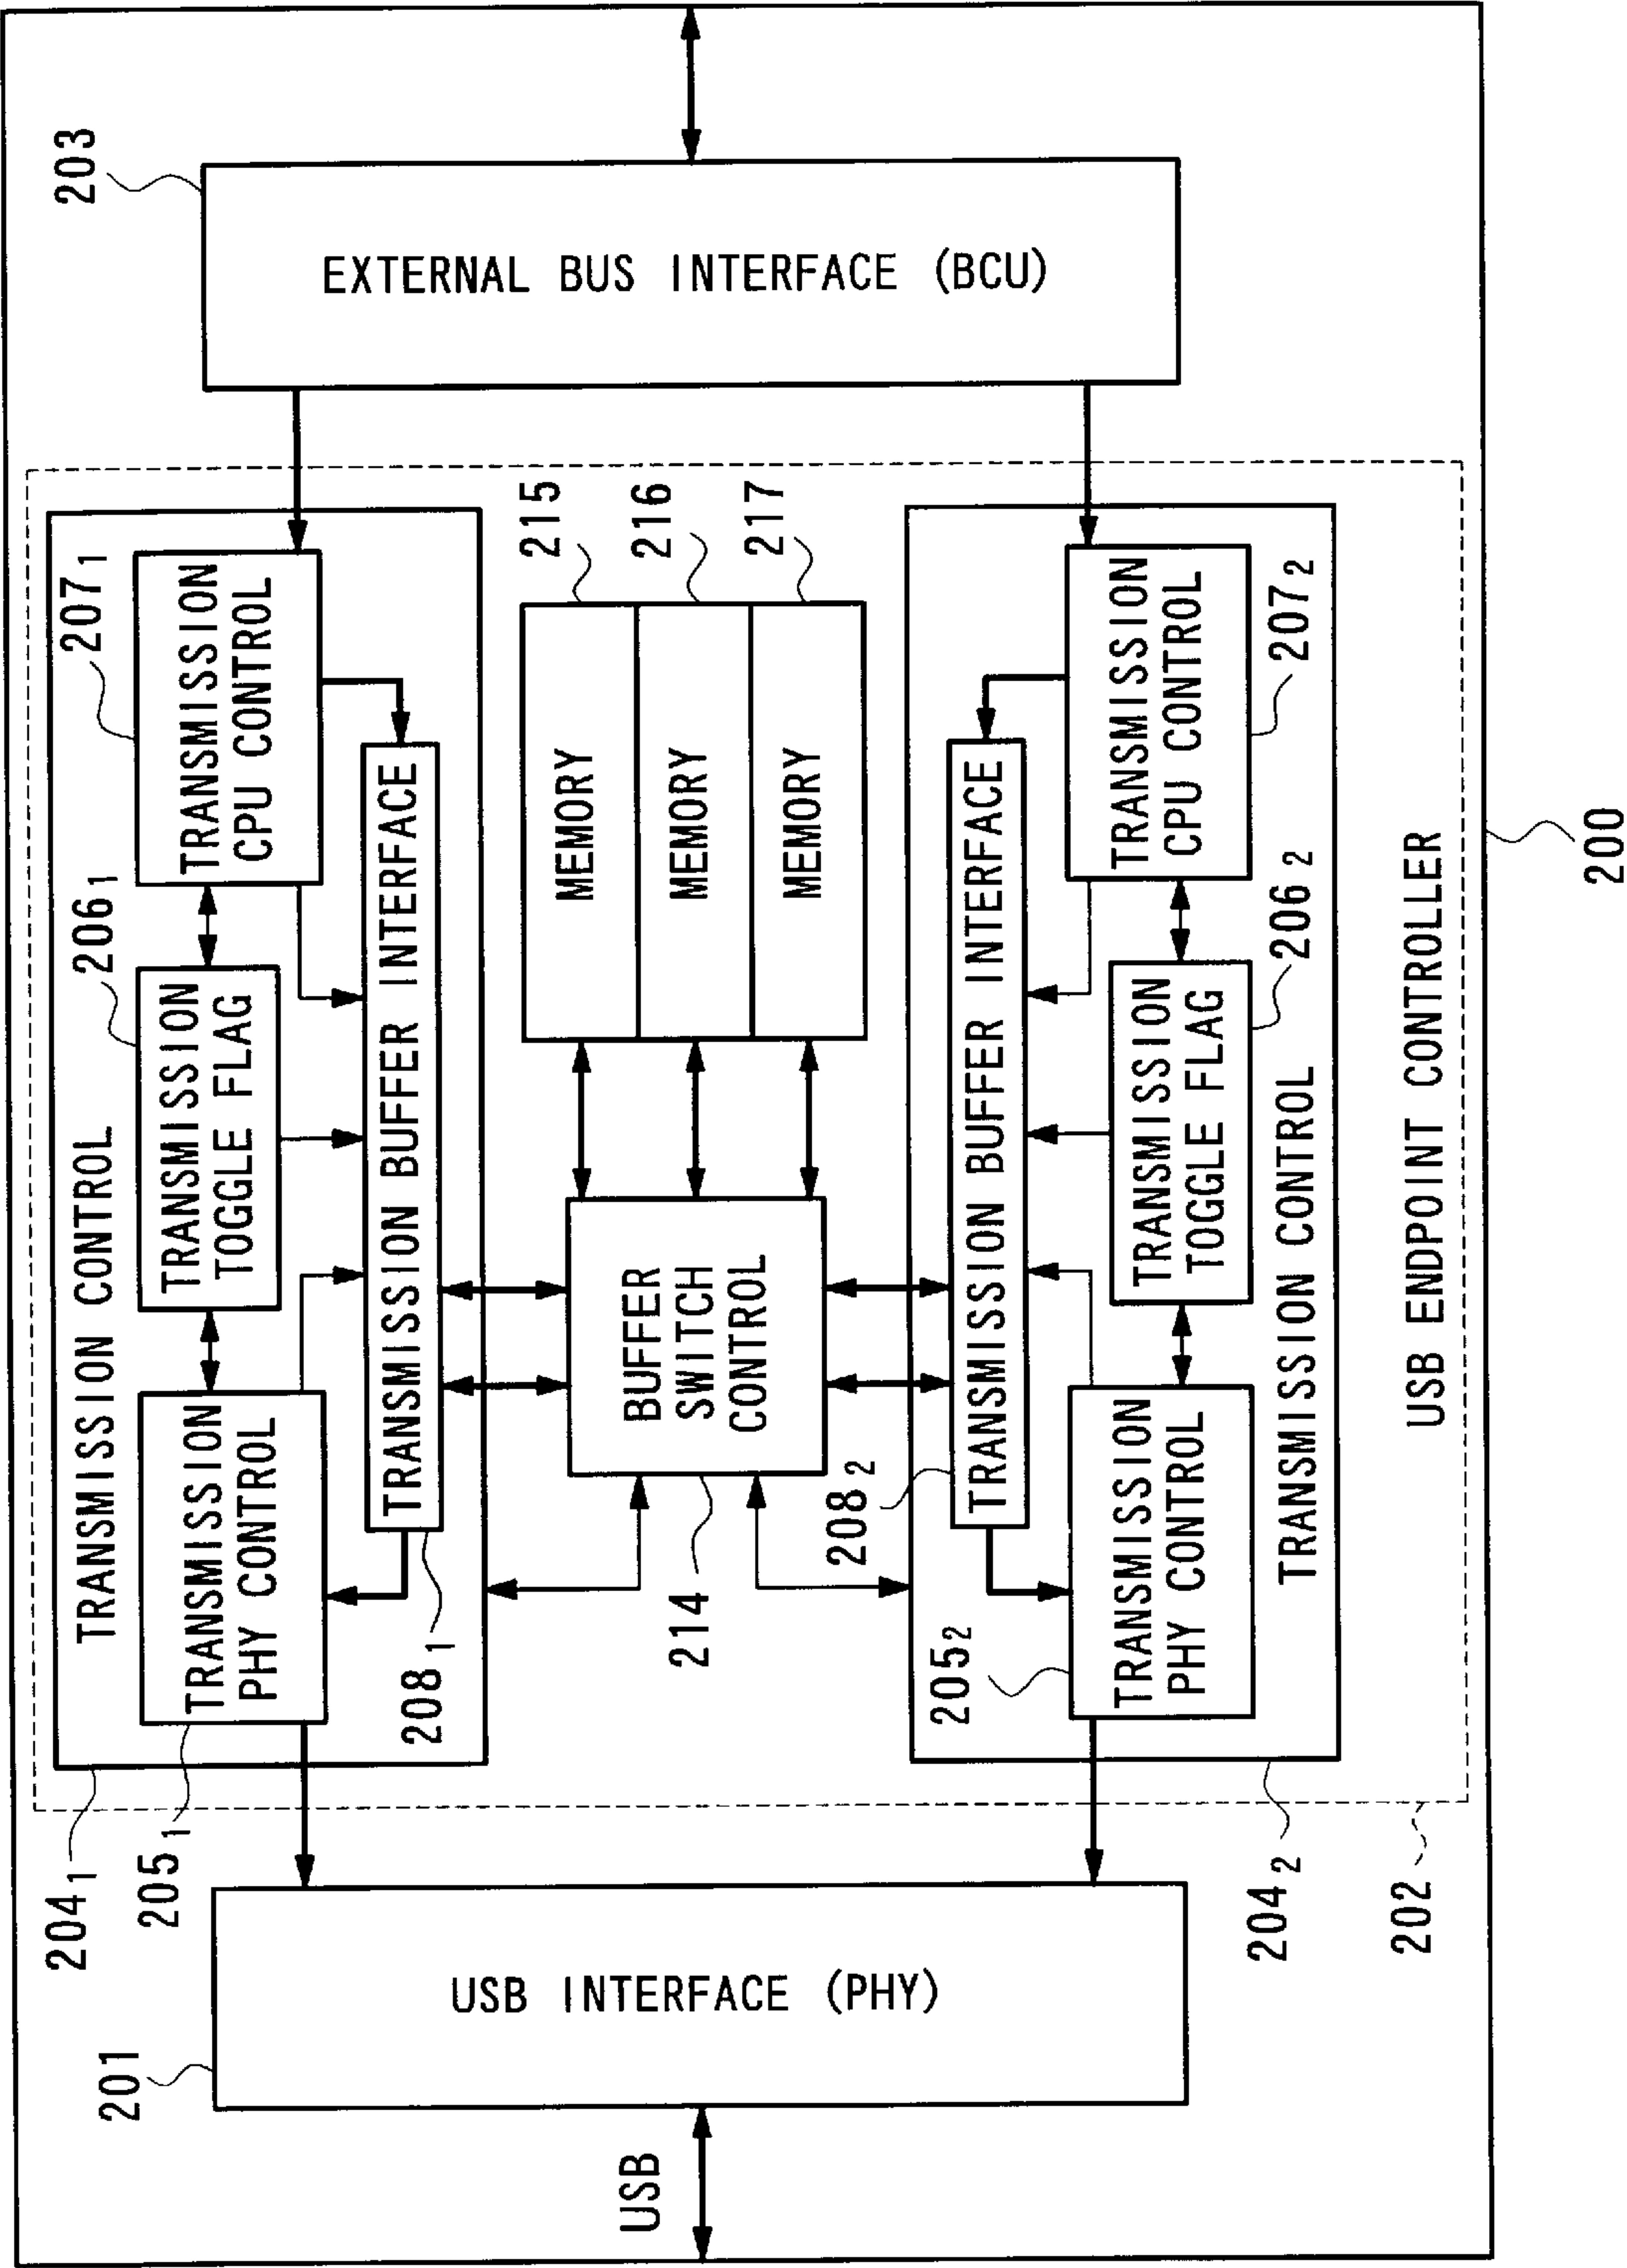 201
USB
USB INTERFACE (PHY)
204₁
205₁
TRANSMISSION CONTROL
TRANSMISSION
PHY CONTROL
206₁
TRANSMISSION
TOGGLE FLAG
207₁
TRANSMISSION
CPU CONTROL
208₁
TRANSMISSION BUFFER INTERFACE
203
EXTERNAL BUS INTERFACE (BCU)
214
BUFFER
SWITCH
CONTROL
215
MEMORY
216
MEMORY
217
MEMORY
208₂
TRANSMISSION BUFFER INTERFACE
205₂
TRANSMISSION
PHY CONTROL
TRANSMISSION
TOGGLE FLAG
206₂
TRANSMISSION
CPU CONTROL
207₂
TRANSMISSION CONTROL
204₂
USB ENDPOINT CONTROLLER
202
200